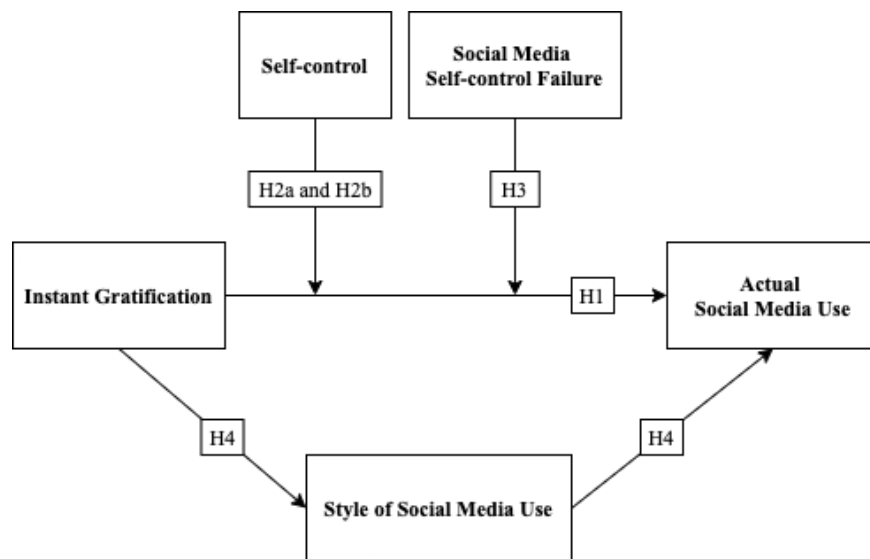 Self-control
Social Media
Self-control Failure
H2a and H2b
H3
Instant Gratification
H1
Actual
Social Media Use
H4
H4
Style of Social Media Use